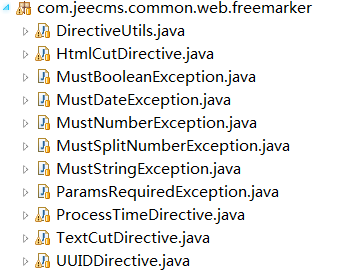 com.jeecms.common.web.freemarker
DirectiveUtils.java
HtmlCutDirective.java
MustBooleanException.java
MustDateException.java
MustNumberException.java
MustSplitNumberException.java
MustStringException.java
ParamsRequiredException.java
ProcessTimeDirective.java
TextCutDirective.java
UUIDDirective.java